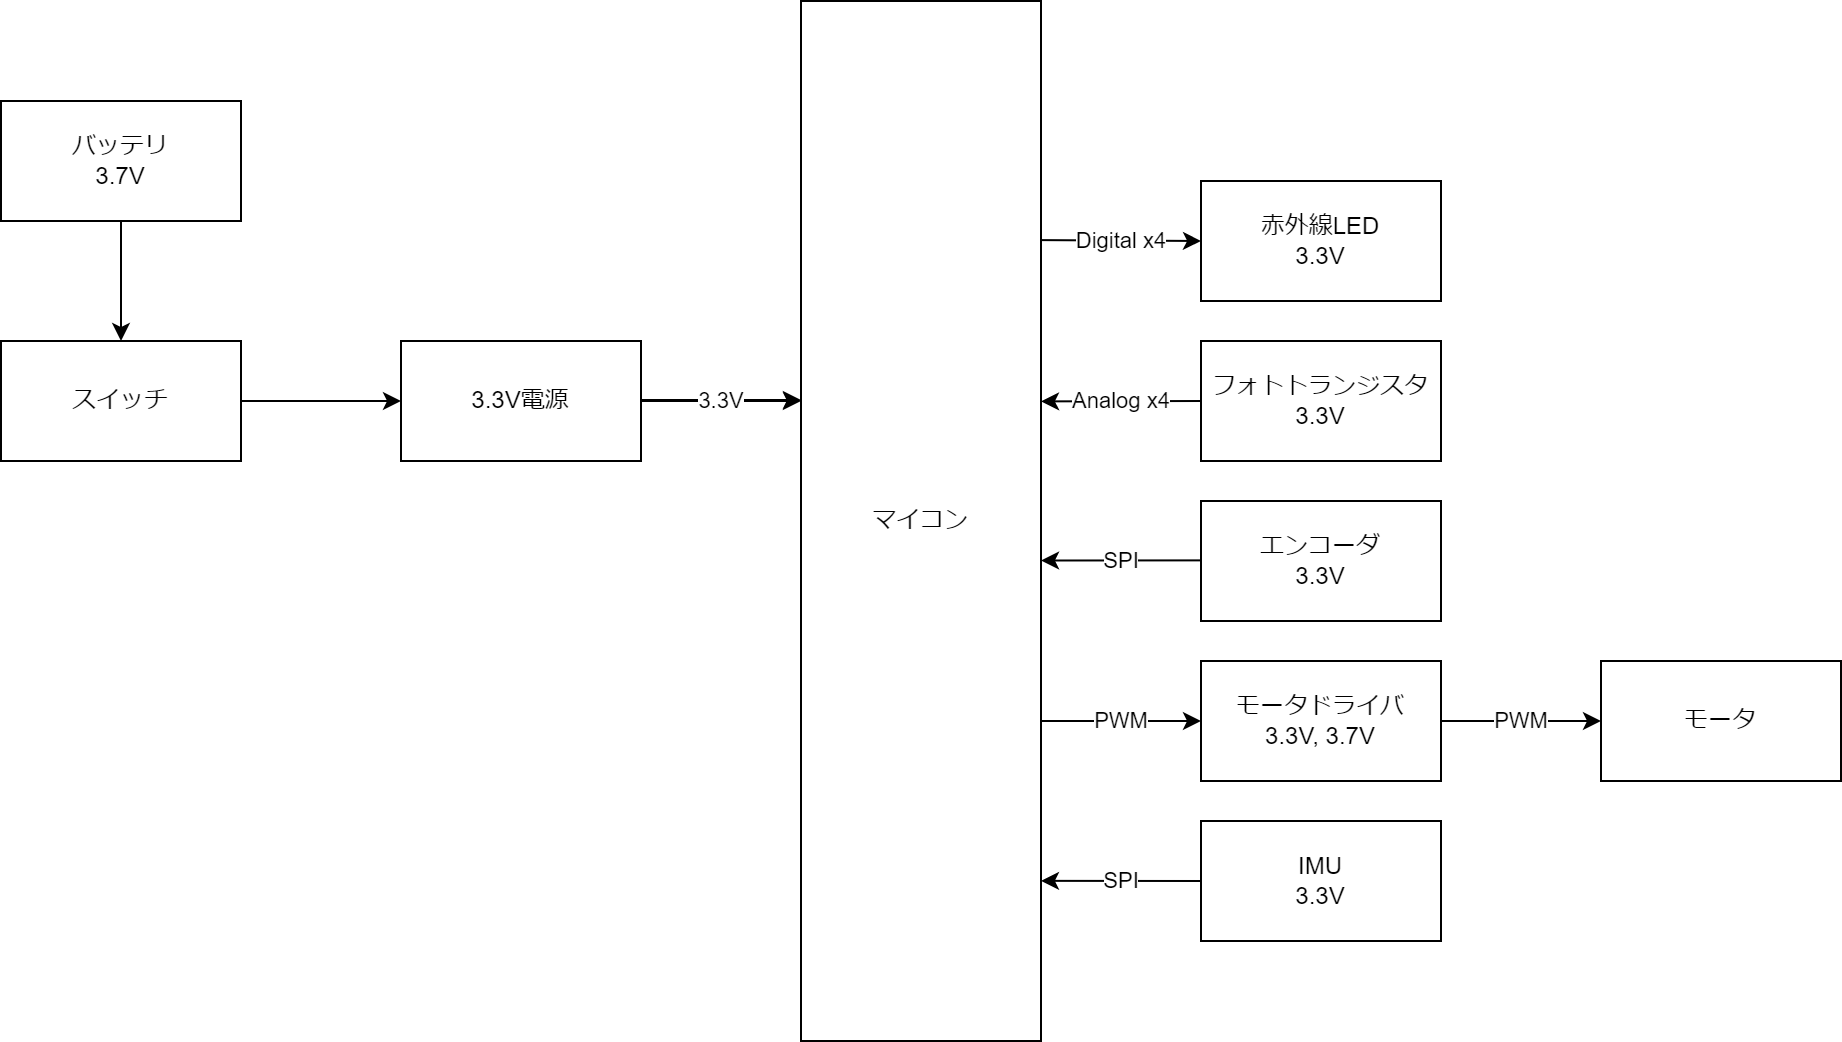 バッテリ
3.7V
スイッチ
3.3V電源
3.3V
マイコン
Digital x4
赤外線LED
3.3V
Analog x4
フォトトランジスタ
3.3V
SPI
エンコーダ
3.3V
PWM
モータドライバ
3.3V, 3.7V
PWM
モータ
SPI
IMU
3.3V